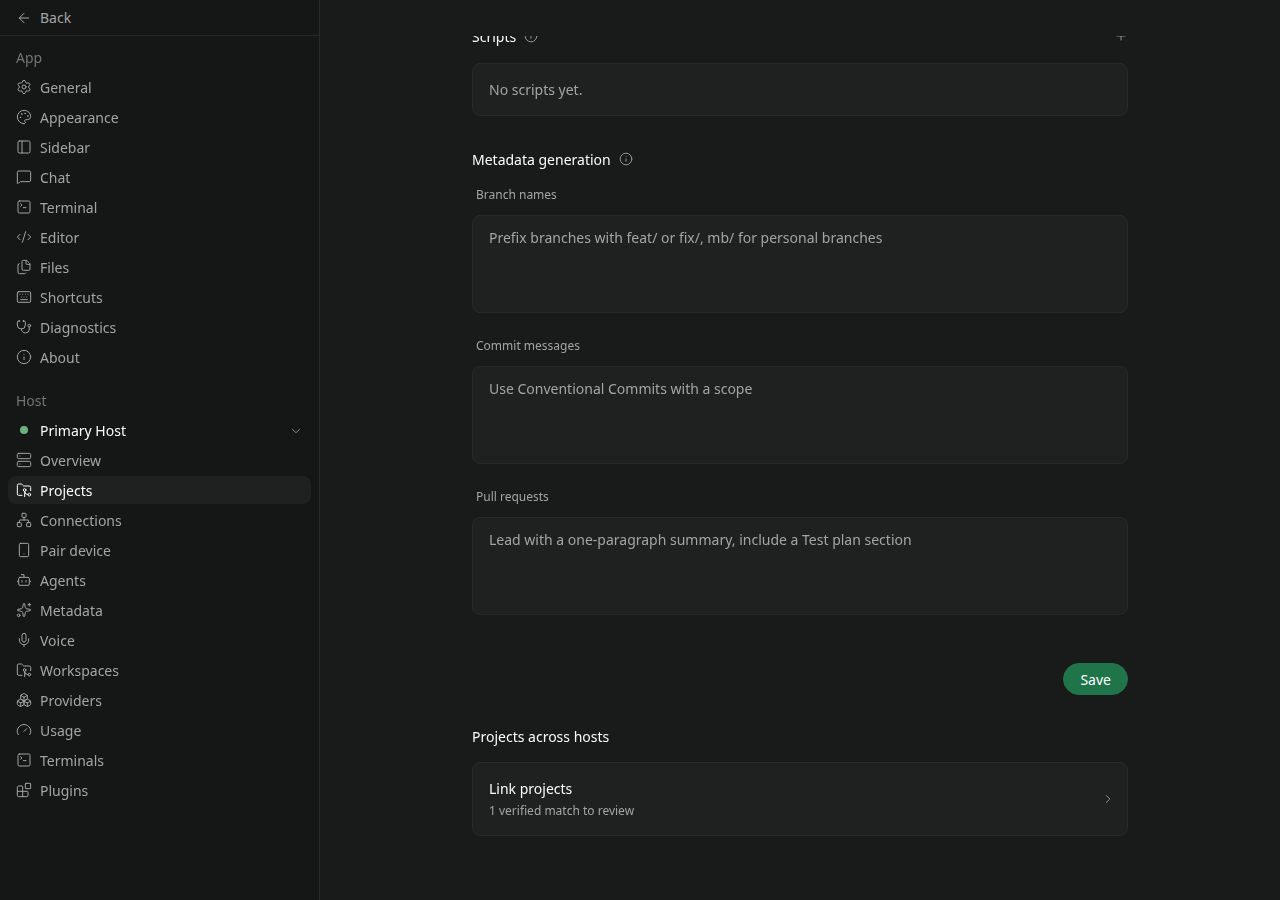 Back
App
General
Appearance
Sidebar
Chat
Terminal
Editor
Files
Shortcuts
Diagnostics
About
Host
Primary Host
Overview
Projects
Connections
Pair device
Agents
Metadata
Voice
Workspaces
Providers
Usage
Terminals
Plugins
Scripts
No scripts yet.
Metadata generation
Branch names
Prefix branches with feat/ or fix/, mb/ for personal branches
Commit messages
Use Conventional Commits with a scope
Pull requests
Lead with a one-paragraph summary, include a Test plan section
Save
Projects across hosts
Link projects
1 verified match to review